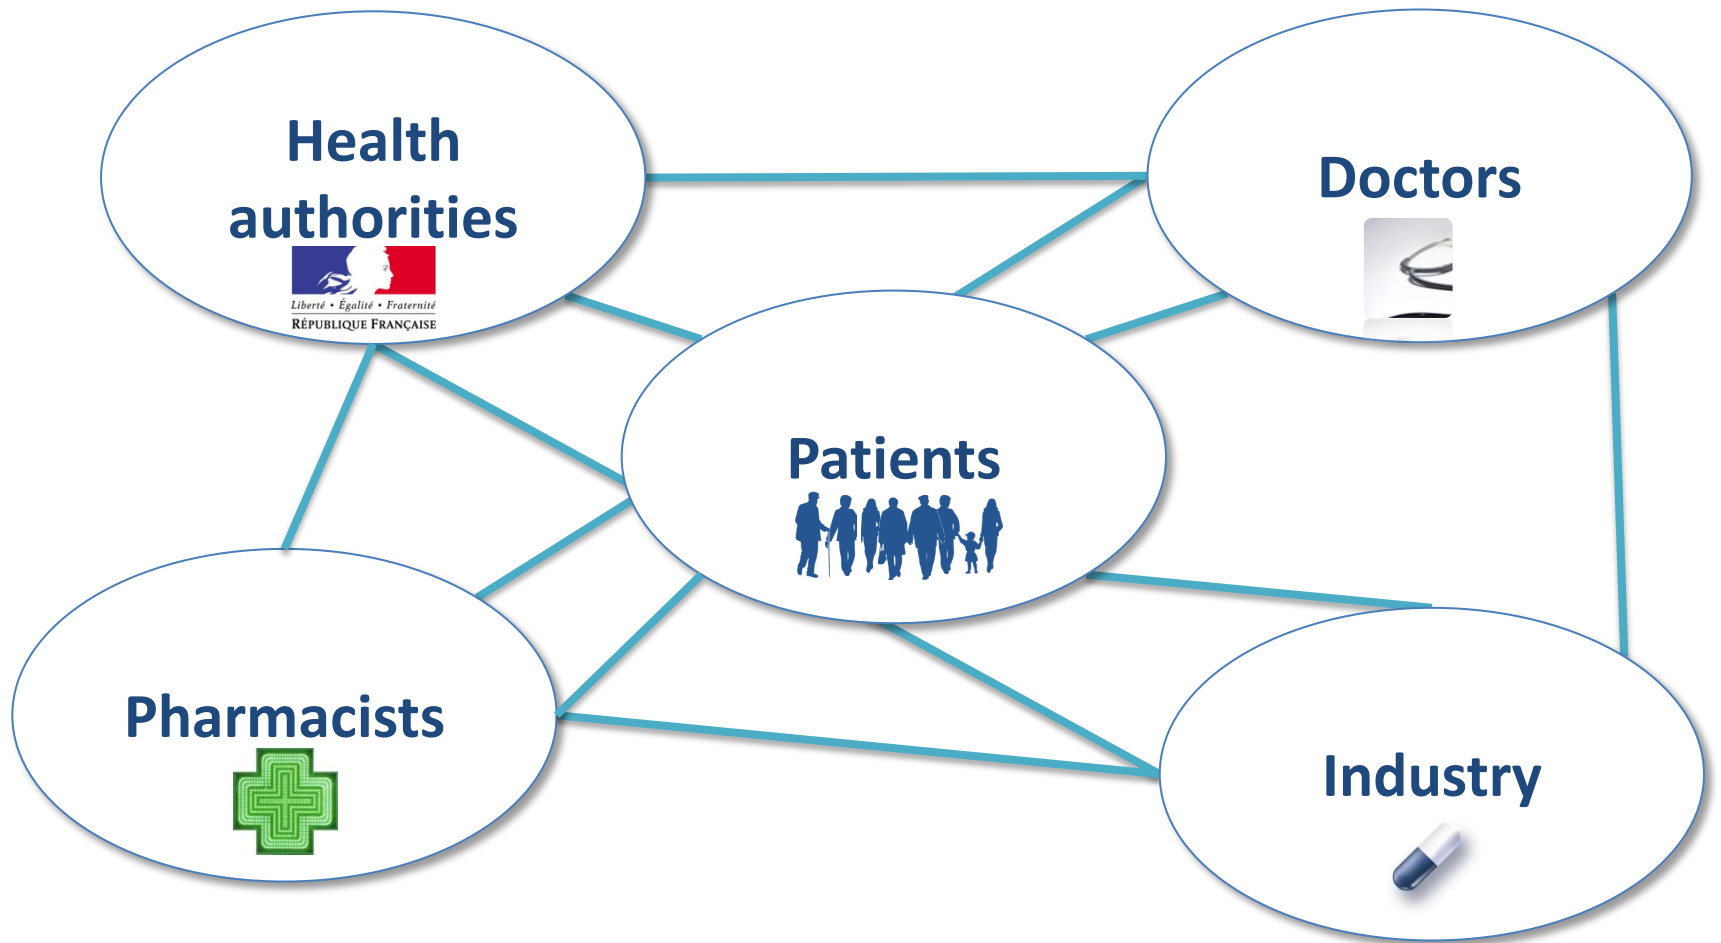 Health
authorities
Liberté • Égalité • Fraternité
RÉPUBLIQUE FRANÇAISE
Doctors
Patients
Pharmacists
Industry